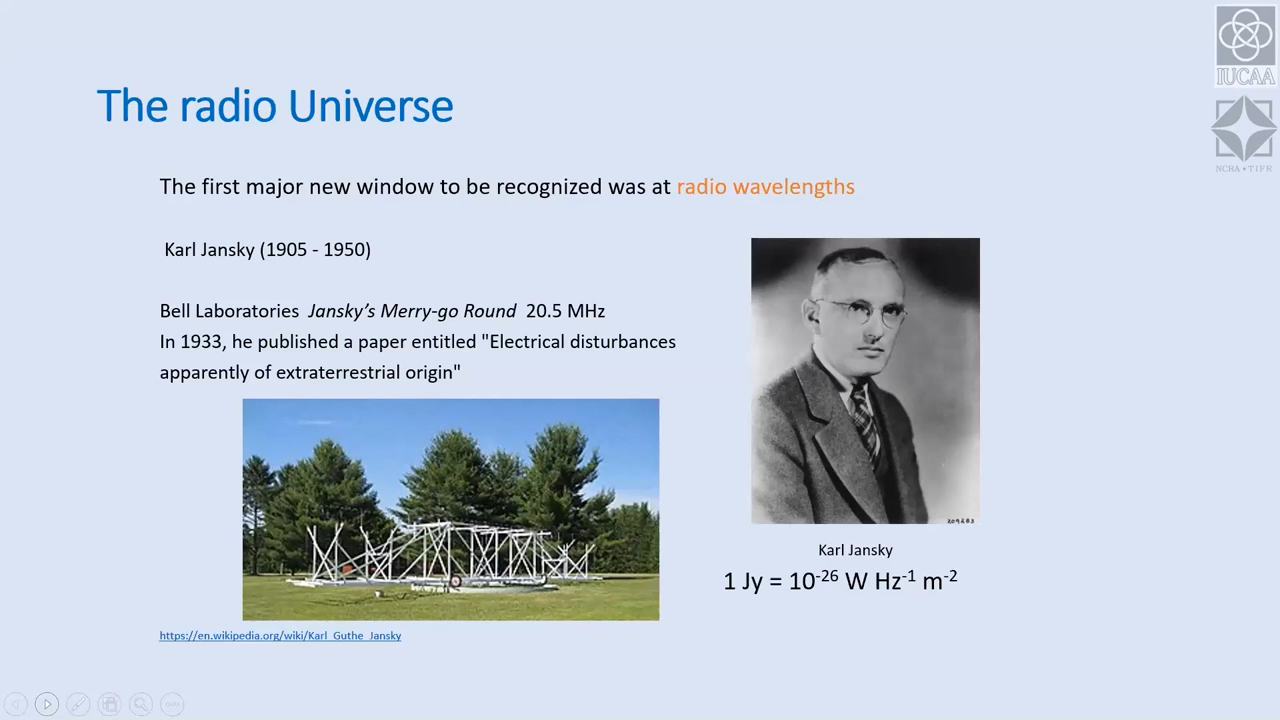 The radio Universe
The first major new window to be recognized was at radio wavelengths
Karl Jansky (1905 - 1950)
Bell Laboratories Jansky's Merry-go Round 20.5 MHz
In 1933, he published a paper entitled "Electrical disturbances
apparently of extraterrestrial origin"
Karl Jansky
1 Jy = 10⁻²⁶ W Hz⁻¹ m⁻²
https://en.wikipedia.org/wiki/Karl_Guthe_Jansky
IUCAA
NCRA • TIFR